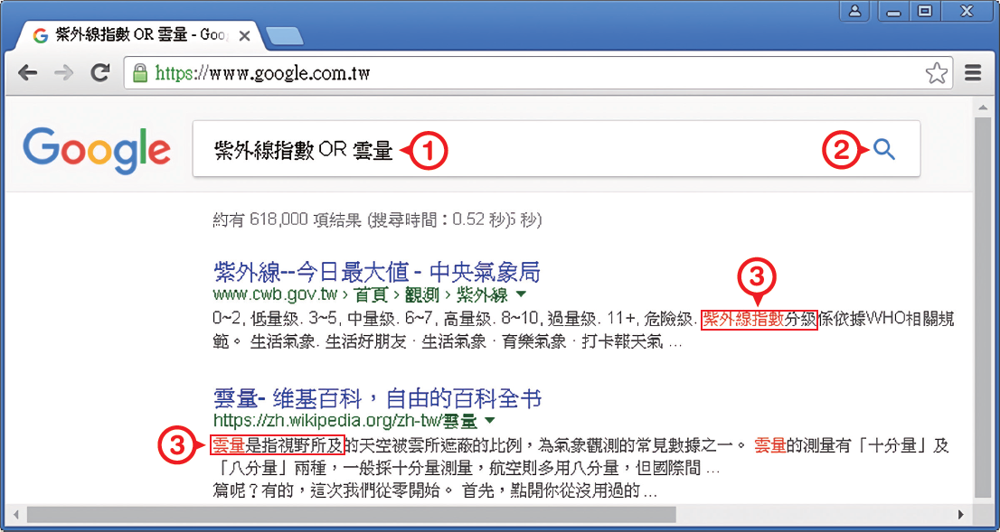 紫外線指數 OR 雲量 - Goo
https://www.google.com.tw
Google
紫外線指數 OR 雲量
1
2
約有 618,000 項結果 (搜尋時間：0.52 秒)5 秒)
紫外線--今日最大值 - 中央氣象局
3
www.cwb.gov.tw › 首頁 › 觀測 › 紫外線
0~2, 低量級. 3~5, 中量級. 6~7, 高量級. 8~10, 過量級. 11+, 危險級. 紫外線指數分級係依據WHO相關規
範。 生活氣象. 生活好朋友 · 生活氣象 · 育樂氣象 · 打卡報天氣 ...
雲量- 维基百科，自由的百科全书
https://zh.wikipedia.org/zh-tw/雲量
3
雲量是指視野所及的天空被雲所遮蔽的比例，為氣象觀測的常見數據之一。 雲量的測量有「十分量」及
「八分量」兩種，一般採十分量測量，航空則多用八分量，但國際間 ...
篇呢？有的，這次我們從零開始。 首先，點開你從沒用過的 ...